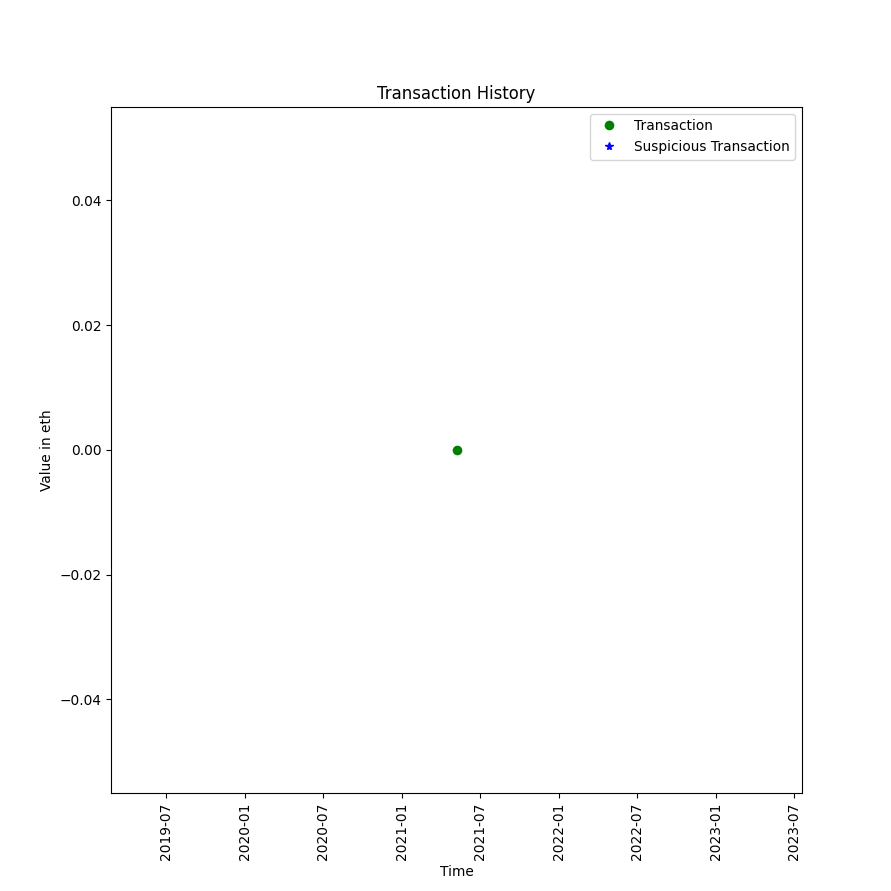 Transaction History
Transaction
Suspicious Transaction
0.04
0.02
0.00
−0.02
−0.04
Value in eth
2019-07
2020-01
2020-07
2021-01
2021-07
2022-01
2022-07
2023-01
2023-07
Time